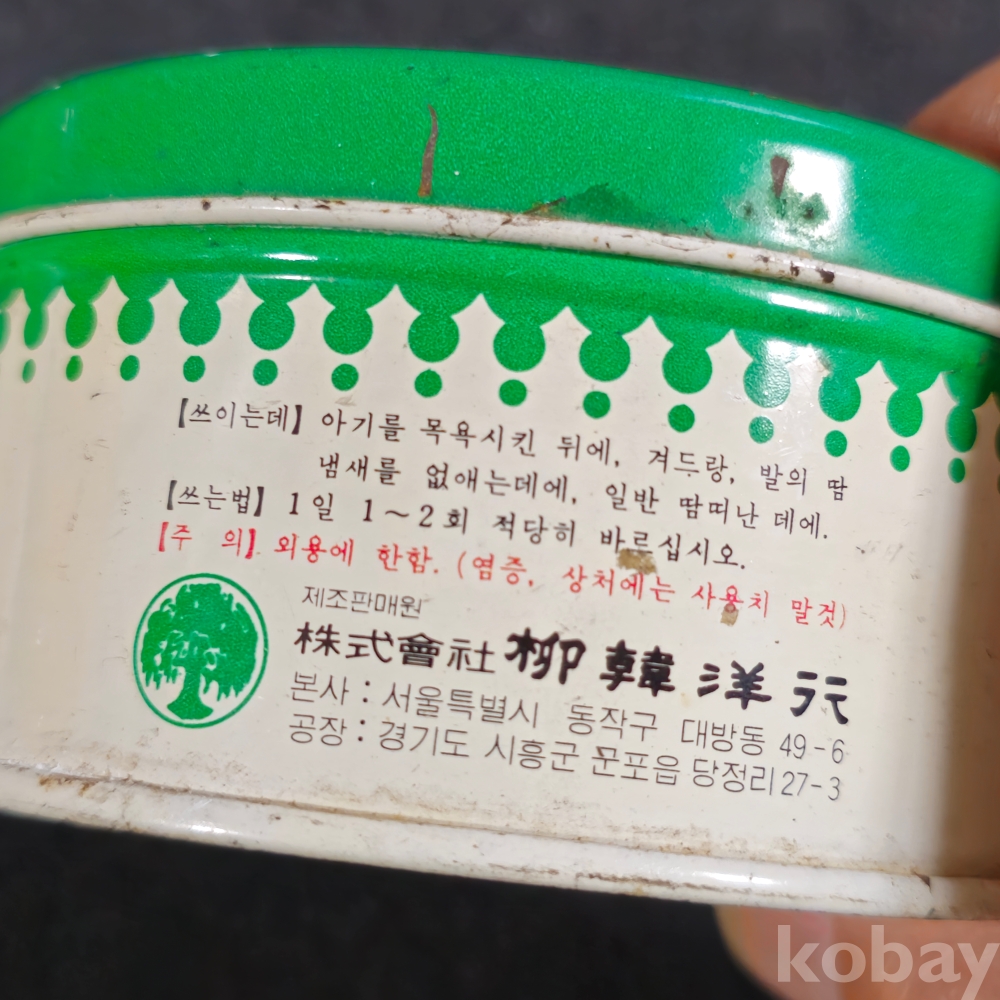 【쓰이는데】 아기를 목욕시킨 뒤에, 겨드랑, 발의 땀
냄새를 없애는데에, 일반 땀띠난 데에.
【쓰는법】 1일 1～2회 적당히 바르십시오.
【주 의】 외용에 한함. (염증, 상처에는 사용치 말것)
제조판매원
株式會社 柳韓洋行
본사 : 서울특별시 동작구 대방동 49-6
공장 : 경기도 시흥군 군포읍 당정리 27-3
kobay